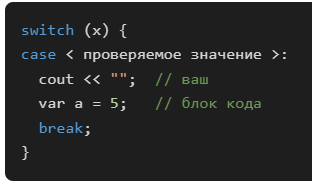 switch (x) {
case < проверяемое значение >:
  cout << "";  // ваш
  var a = 5;   // блок кода
  break;
}